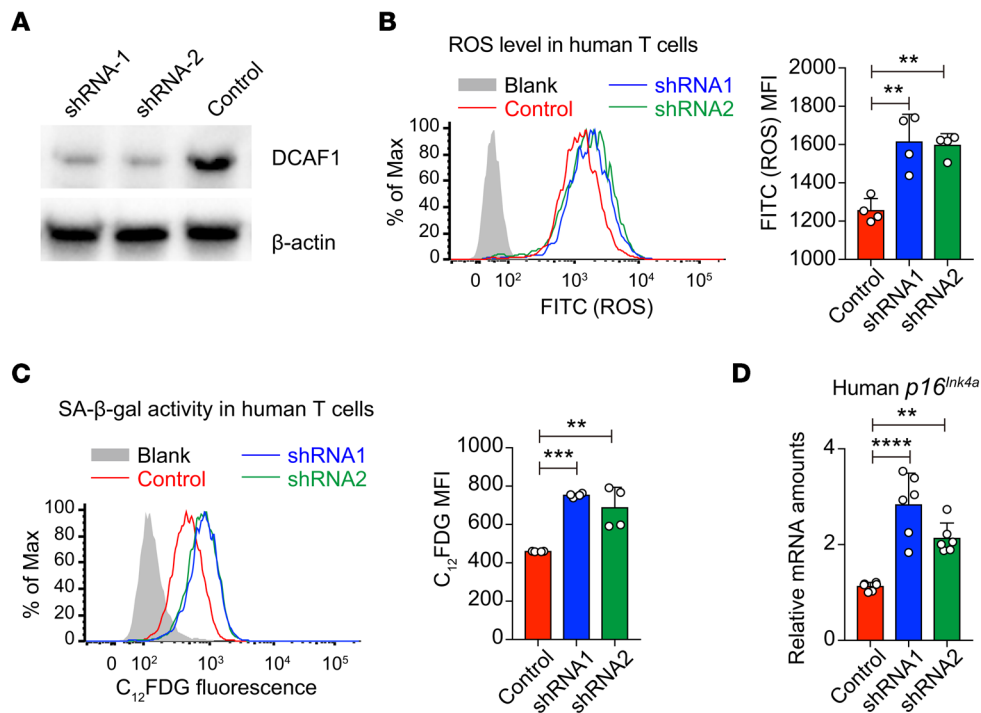 A
shRNA-1
shRNA-2
Control
DCAF1
β-actin
B
ROS level in human T cells
Blank
shRNA1
Control
shRNA2
% of Max
100
80
60
40
20
0
0
10²
10³
10⁴
10⁵
FITC (ROS)
FITC (ROS) MFI
2000
1800
1600
1400
1200
1000
**
**
Control
shRNA1
shRNA2
C
SA-β-gal activity in human T cells
Blank
shRNA1
Control
shRNA2
% of Max
100
80
60
40
20
0
0
10²
10³
10⁴
10⁵
C₁₂FDG fluorescence
C₁₂FDG MFI
1000
800
600
400
200
0
**
***
Control
shRNA1
shRNA2
D
Human p16^Ink4a
Relative mRNA amounts
4
2
0
**
****
Control
shRNA1
shRNA2